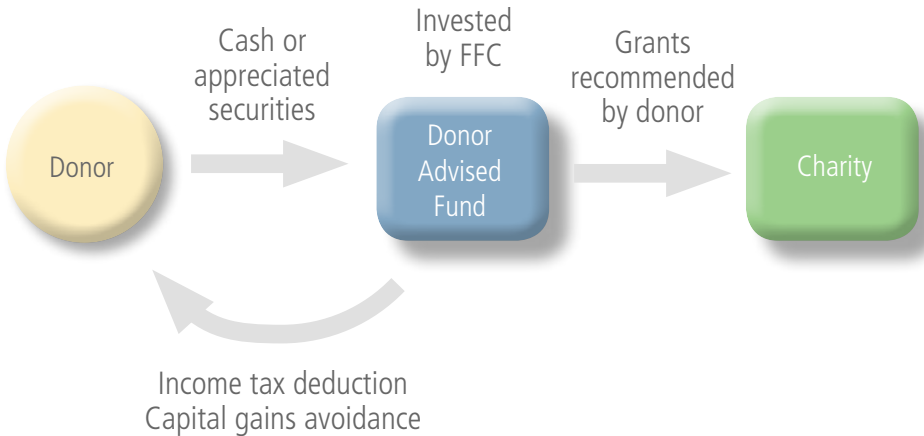 Donor
Cash or
appreciated
securities
Invested
by FFC
Donor
Advised
Fund
Grants
recommended
by donor
Charity
Income tax deduction
Capital gains avoidance